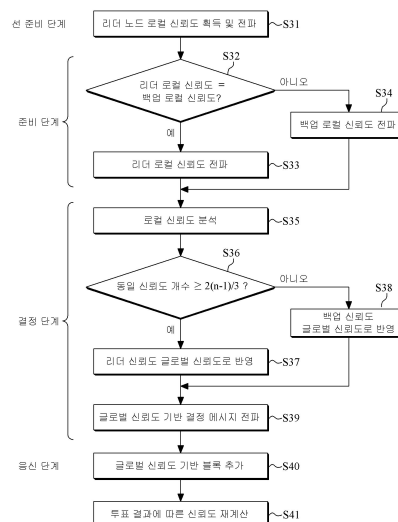 선 준비 단계
리더 노드 로컬 신뢰도 획득 및 전파
S31
S32
리더 로컬 신뢰도 =
백업 로컬 신뢰도?
아니오
S34
백업 로컬 신뢰도 전파
준비 단계
예
리더 로컬 신뢰도 전파
S33
로컬 신뢰도 분석
S35
S36
동일 신뢰도 개수 ≥ 2(n-1)/3 ?
아니오
S38
백업 신뢰도
글로벌 신뢰도로 반영
결정 단계
예
리더 신뢰도 글로벌 신뢰도로 반영
S37
글로벌 신뢰도 기반 결정 메시지 전파
S39
응신 단계
글로벌 신뢰도 기반 블록 추가
S40
투표 결과에 따른 신뢰도 재계산
S41